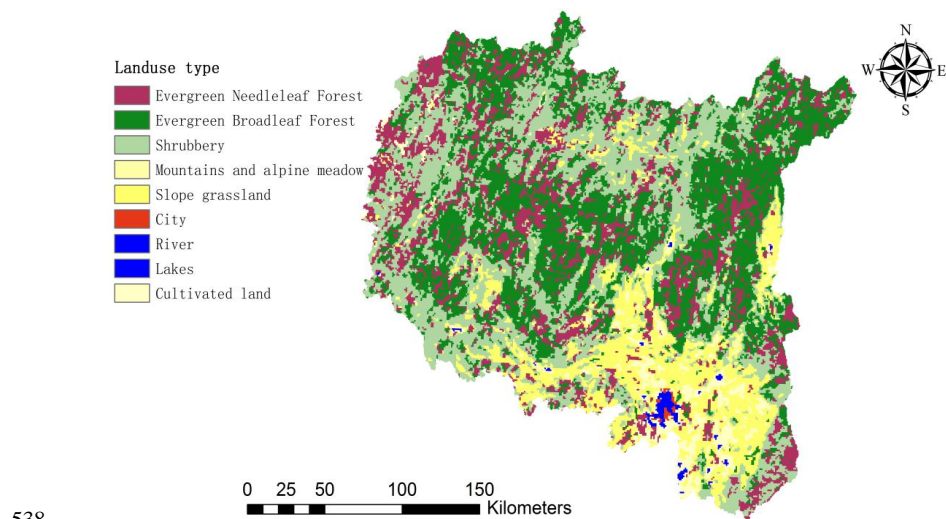 Landuse type
Evergreen Needleleaf Forest
Evergreen Broadleaf Forest
Shrubbery
Mountains and alpine meadow
Slope grassland
City
River
Lakes
Cultivated land
N
W E
S
0 25 50 100 150
Kilometers
538